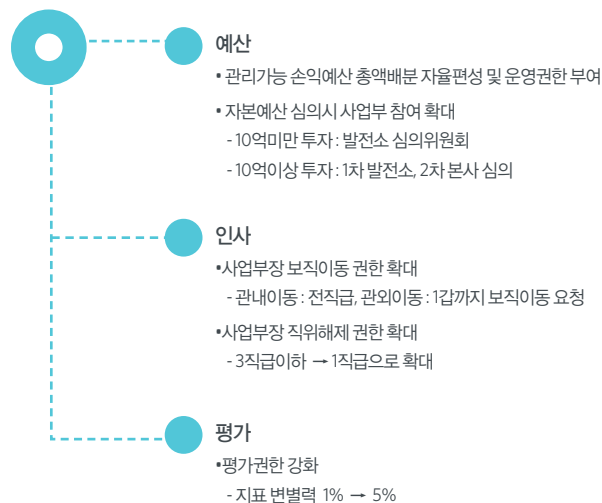 예산
• 관리가능 손익예산 총액배분 자율편성 및 운영권한 부여
• 자본예산 심의시 사업부 참여 확대
- 10억미만 투자 : 발전소 심의위원회
- 10억이상 투자 : 1차 발전소, 2차 본사 심의
인사
•사업부장 보직이동 권한 확대
- 관내이동 : 전직급, 관외이동 : 1갑까지 보직이동 요청
•사업부장 직위해제 권한 확대
- 3직급이하 → 1직급으로 확대
평가
•평가권한 강화
- 지표 변별력 1% → 5%